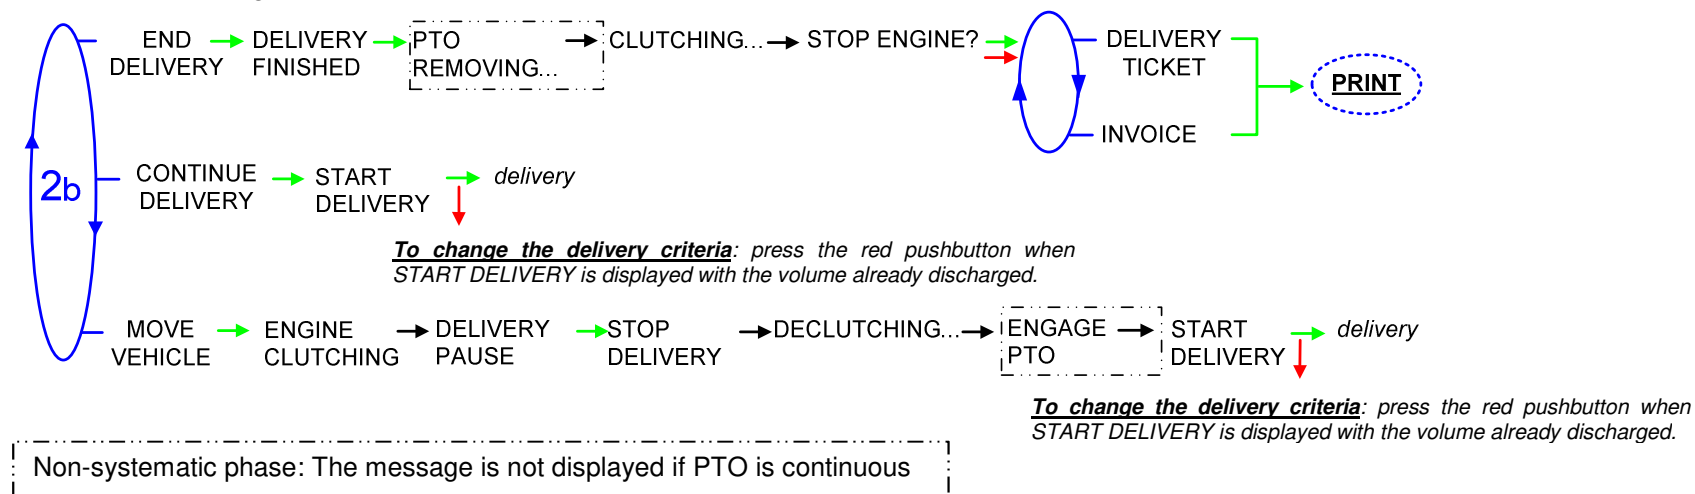 END DELIVERY
DELIVERY FINISHED
PTO REMOVING...
CLUTCHING...
STOP ENGINE?
DELIVERY TICKET
INVOICE
PRINT
2b
CONTINUE DELIVERY
START DELIVERY
delivery
To change the delivery criteria: press the red pushbutton when
START DELIVERY is displayed with the volume already discharged.
MOVE VEHICLE
ENGINE CLUTCHING
DELIVERY PAUSE
STOP DELIVERY
DECLUTCHING...
ENGAGE PTO
START DELIVERY
delivery
To change the delivery criteria: press the red pushbutton when
START DELIVERY is displayed with the volume already discharged.
Non-systematic phase: The message is not displayed if PTO is continuous